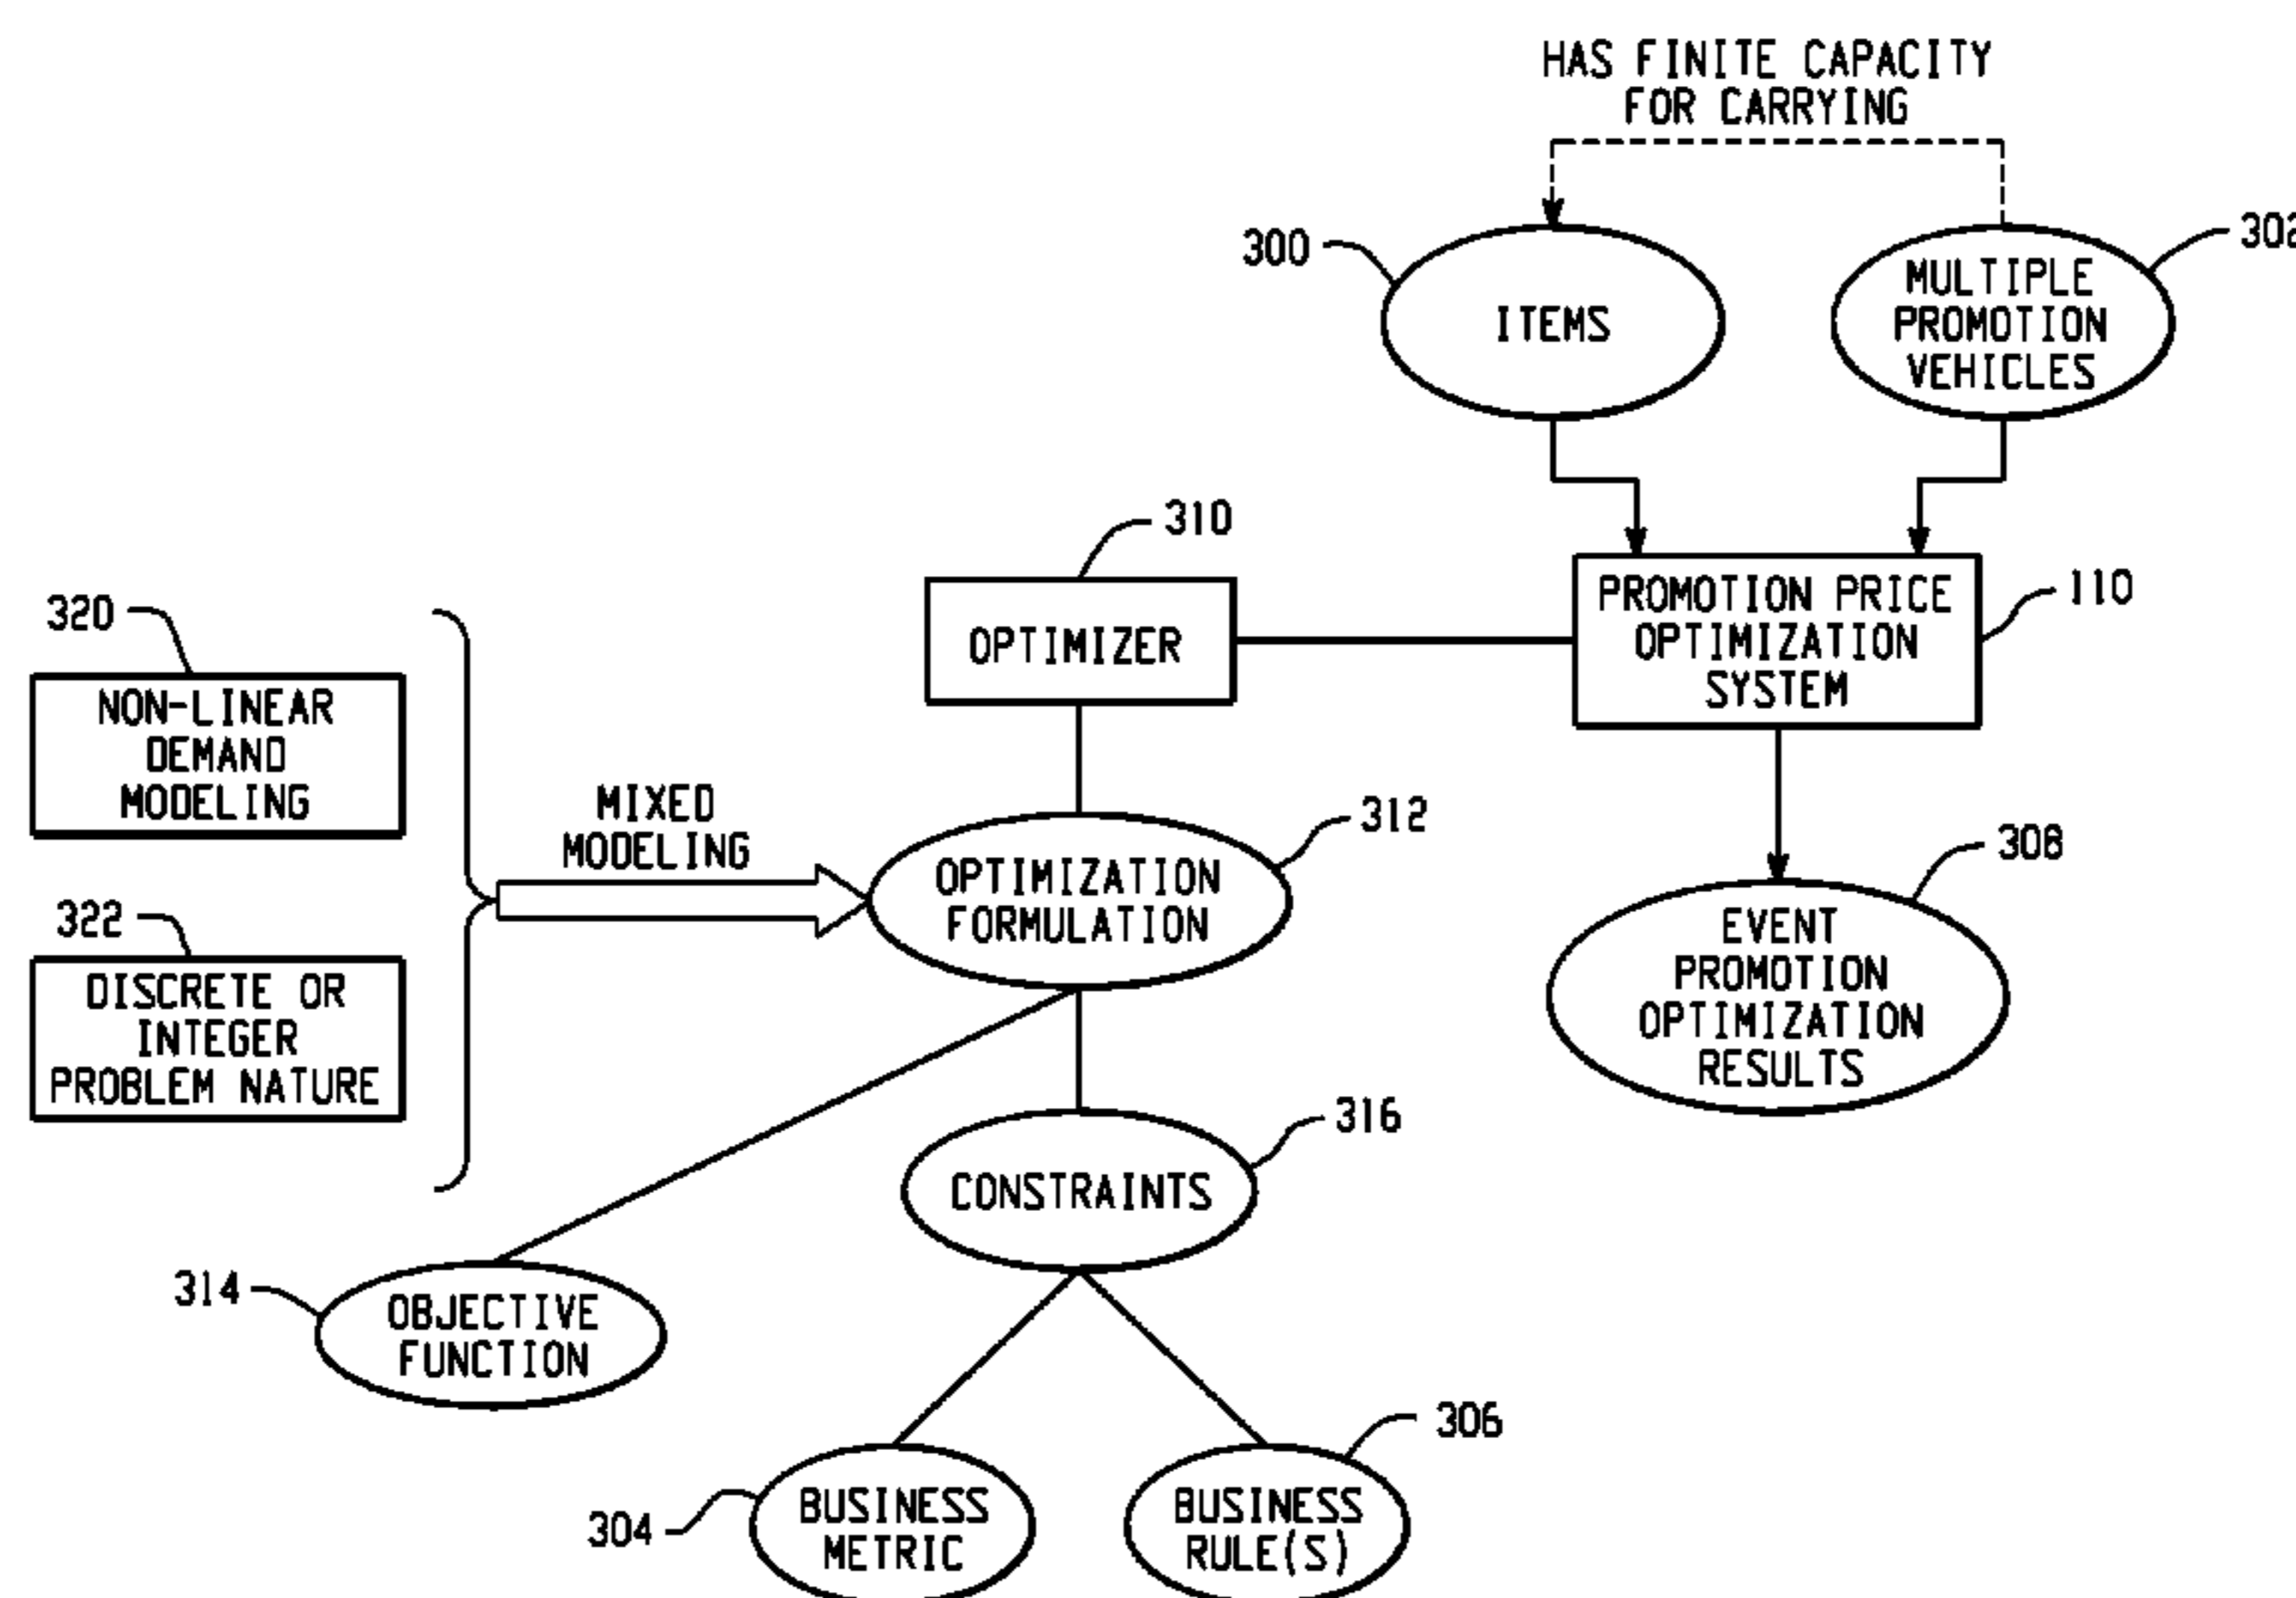 HAS FINITE CAPACITY
FOR CARRYING
300
302
ITEMS
MULTIPLE
PROMOTION
VEHICLES
310
110
OPTIMIZER
PROMOTION PRICE
OPTIMIZATION
SYSTEM
320
NON-LINEAR
DEMAND
MODELING
MIXED
MODELING
312
OPTIMIZATION
FORMULATION
308
EVENT
PROMOTION
OPTIMIZATION
RESULTS
322
DISCRETE OR
INTEGER
PROBLEM NATURE
316
CONSTRAINTS
314
OBJECTIVE
FUNCTION
304
BUSINESS
METRIC
306
BUSINESS
RULE(S)